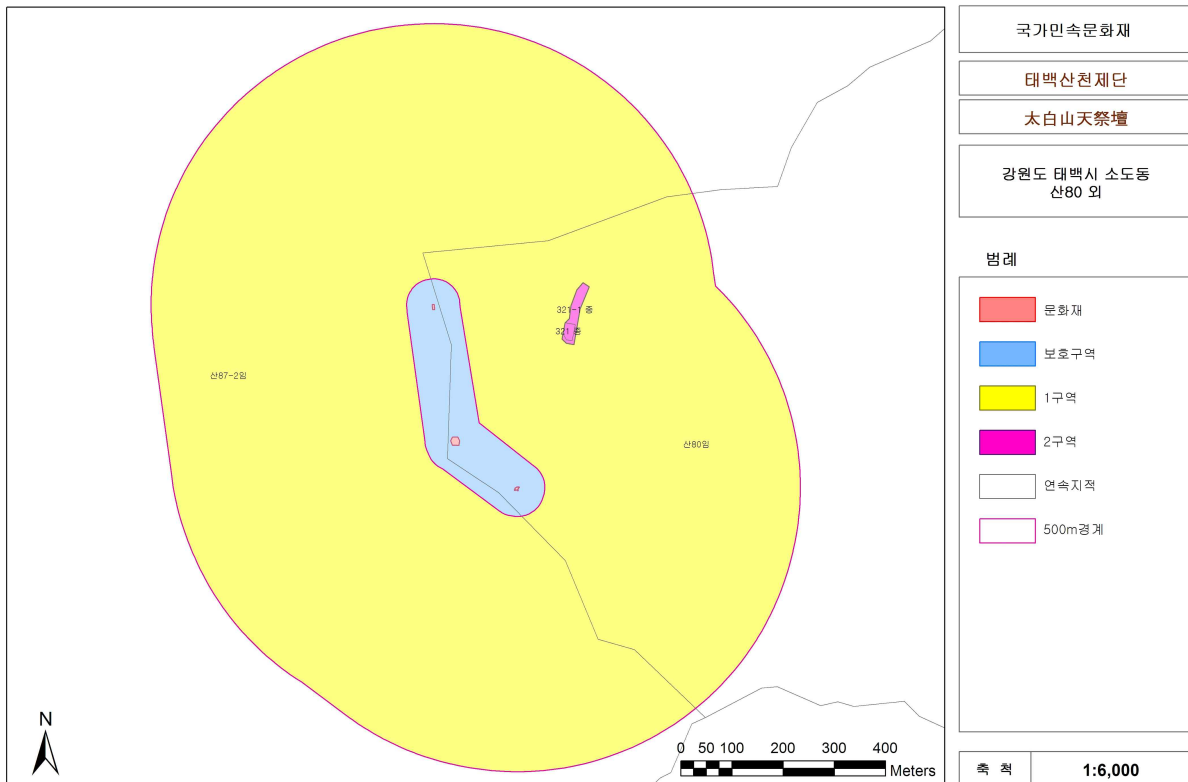 국가민속문화재
태백산천제단
太白山天祭壇
강원도 태백시 소도동
산80 외
범례
문화재
보호구역
1구역
2구역
연속지적
500m경계
축 척
1:6,000
321-1 종
321 종
산87-2임
산80임
N
0 50 100 200 300 400
Meters